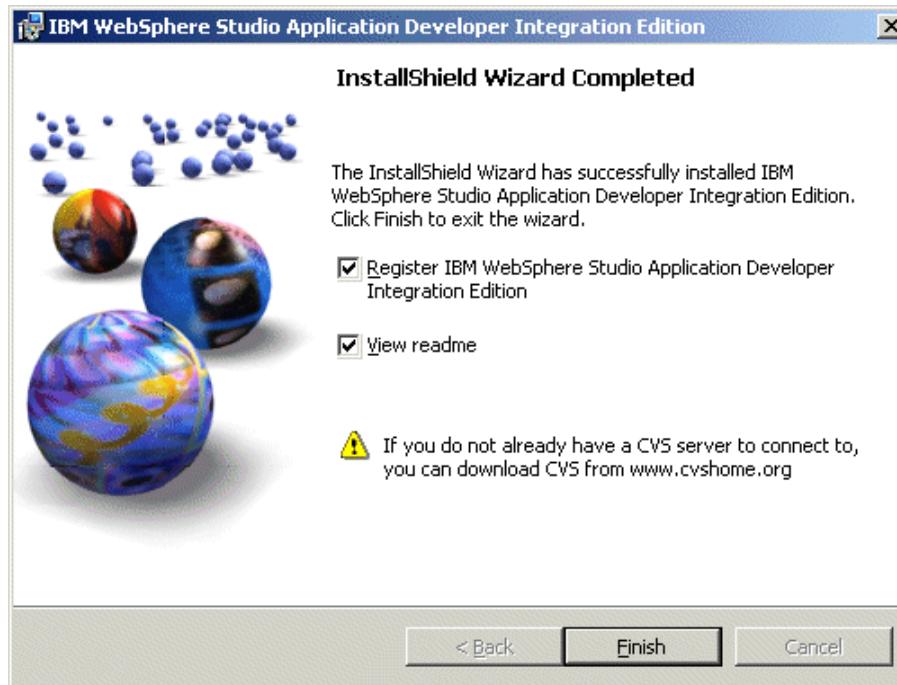 IBM WebSphere Studio Application Developer Integration Edition
InstallShield Wizard Completed
The InstallShield Wizard has successfully installed IBM
WebSphere Studio Application Developer Integration Edition.
Click Finish to exit the wizard.
Register IBM WebSphere Studio Application Developer
Integration Edition
View readme
If you do not already have a CVS server to connect to,
you can download CVS from www.cvshome.org
< Back
Finish
Cancel